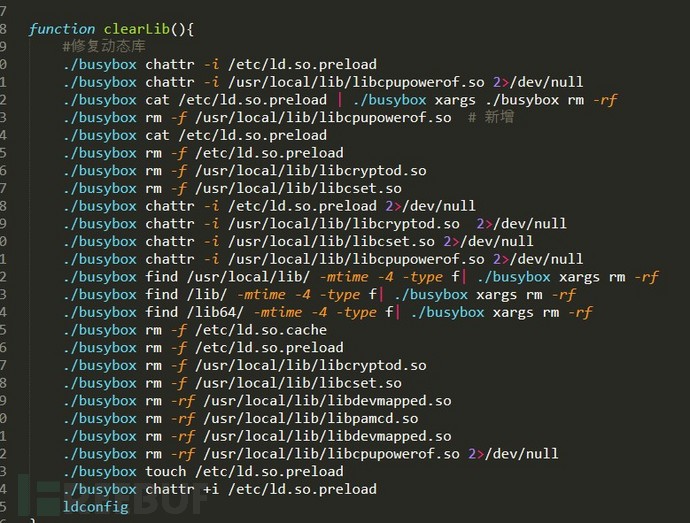 7
8 function clearLib(){
9 #修复动态库
0 ./busybox chattr -i /etc/ld.so.preload
1 ./busybox chattr -i /usr/local/lib/libcpupowerof.so 2>/dev/null
2 ./busybox cat /etc/ld.so.preload | ./busybox xargs ./busybox rm -rf
3 ./busybox rm -f /usr/local/lib/libcpupowerof.so # 新增
4 ./busybox cat /etc/ld.so.preload
5 ./busybox rm -f /etc/ld.so.preload
6 ./busybox rm -f /usr/local/lib/libcryptod.so
7 ./busybox rm -f /usr/local/lib/libcset.so
8 ./busybox chattr -i /etc/ld.so.preload 2>/dev/null
9 ./busybox chattr -i /usr/local/lib/libcryptod.so  2>/dev/null
0 ./busybox chattr -i /usr/local/lib/libcset.so 2>/dev/null
1 ./busybox chattr -i /usr/local/lib/libcpupowerof.so 2>/dev/null
2 ./busybox find /usr/local/lib/ -mtime -4 -type f| ./busybox xargs rm -rf
3 ./busybox find /lib/ -mtime -4 -type f| ./busybox xargs rm -rf
4 ./busybox find /lib64/ -mtime -4 -type f| ./busybox xargs rm -rf
5 ./busybox rm -f /etc/ld.so.cache
6 ./busybox rm -f /etc/ld.so.preload
7 ./busybox rm -f /usr/local/lib/libcryptod.so
8 ./busybox rm -f /usr/local/lib/libcset.so
9 ./busybox rm -rf /usr/local/lib/libdevmapped.so
0 ./busybox rm -rf /usr/local/lib/libpamcd.so
1 ./busybox rm -rf /usr/local/lib/libdevmapped.so
2 ./busybox rm -rf /usr/local/lib/libcpupowerof.so 2>/dev/null
3 ./busybox touch /etc/ld.so.preload
4 ./busybox chattr +i /etc/ld.so.preload
5 ldconfig
}
FREEBUF